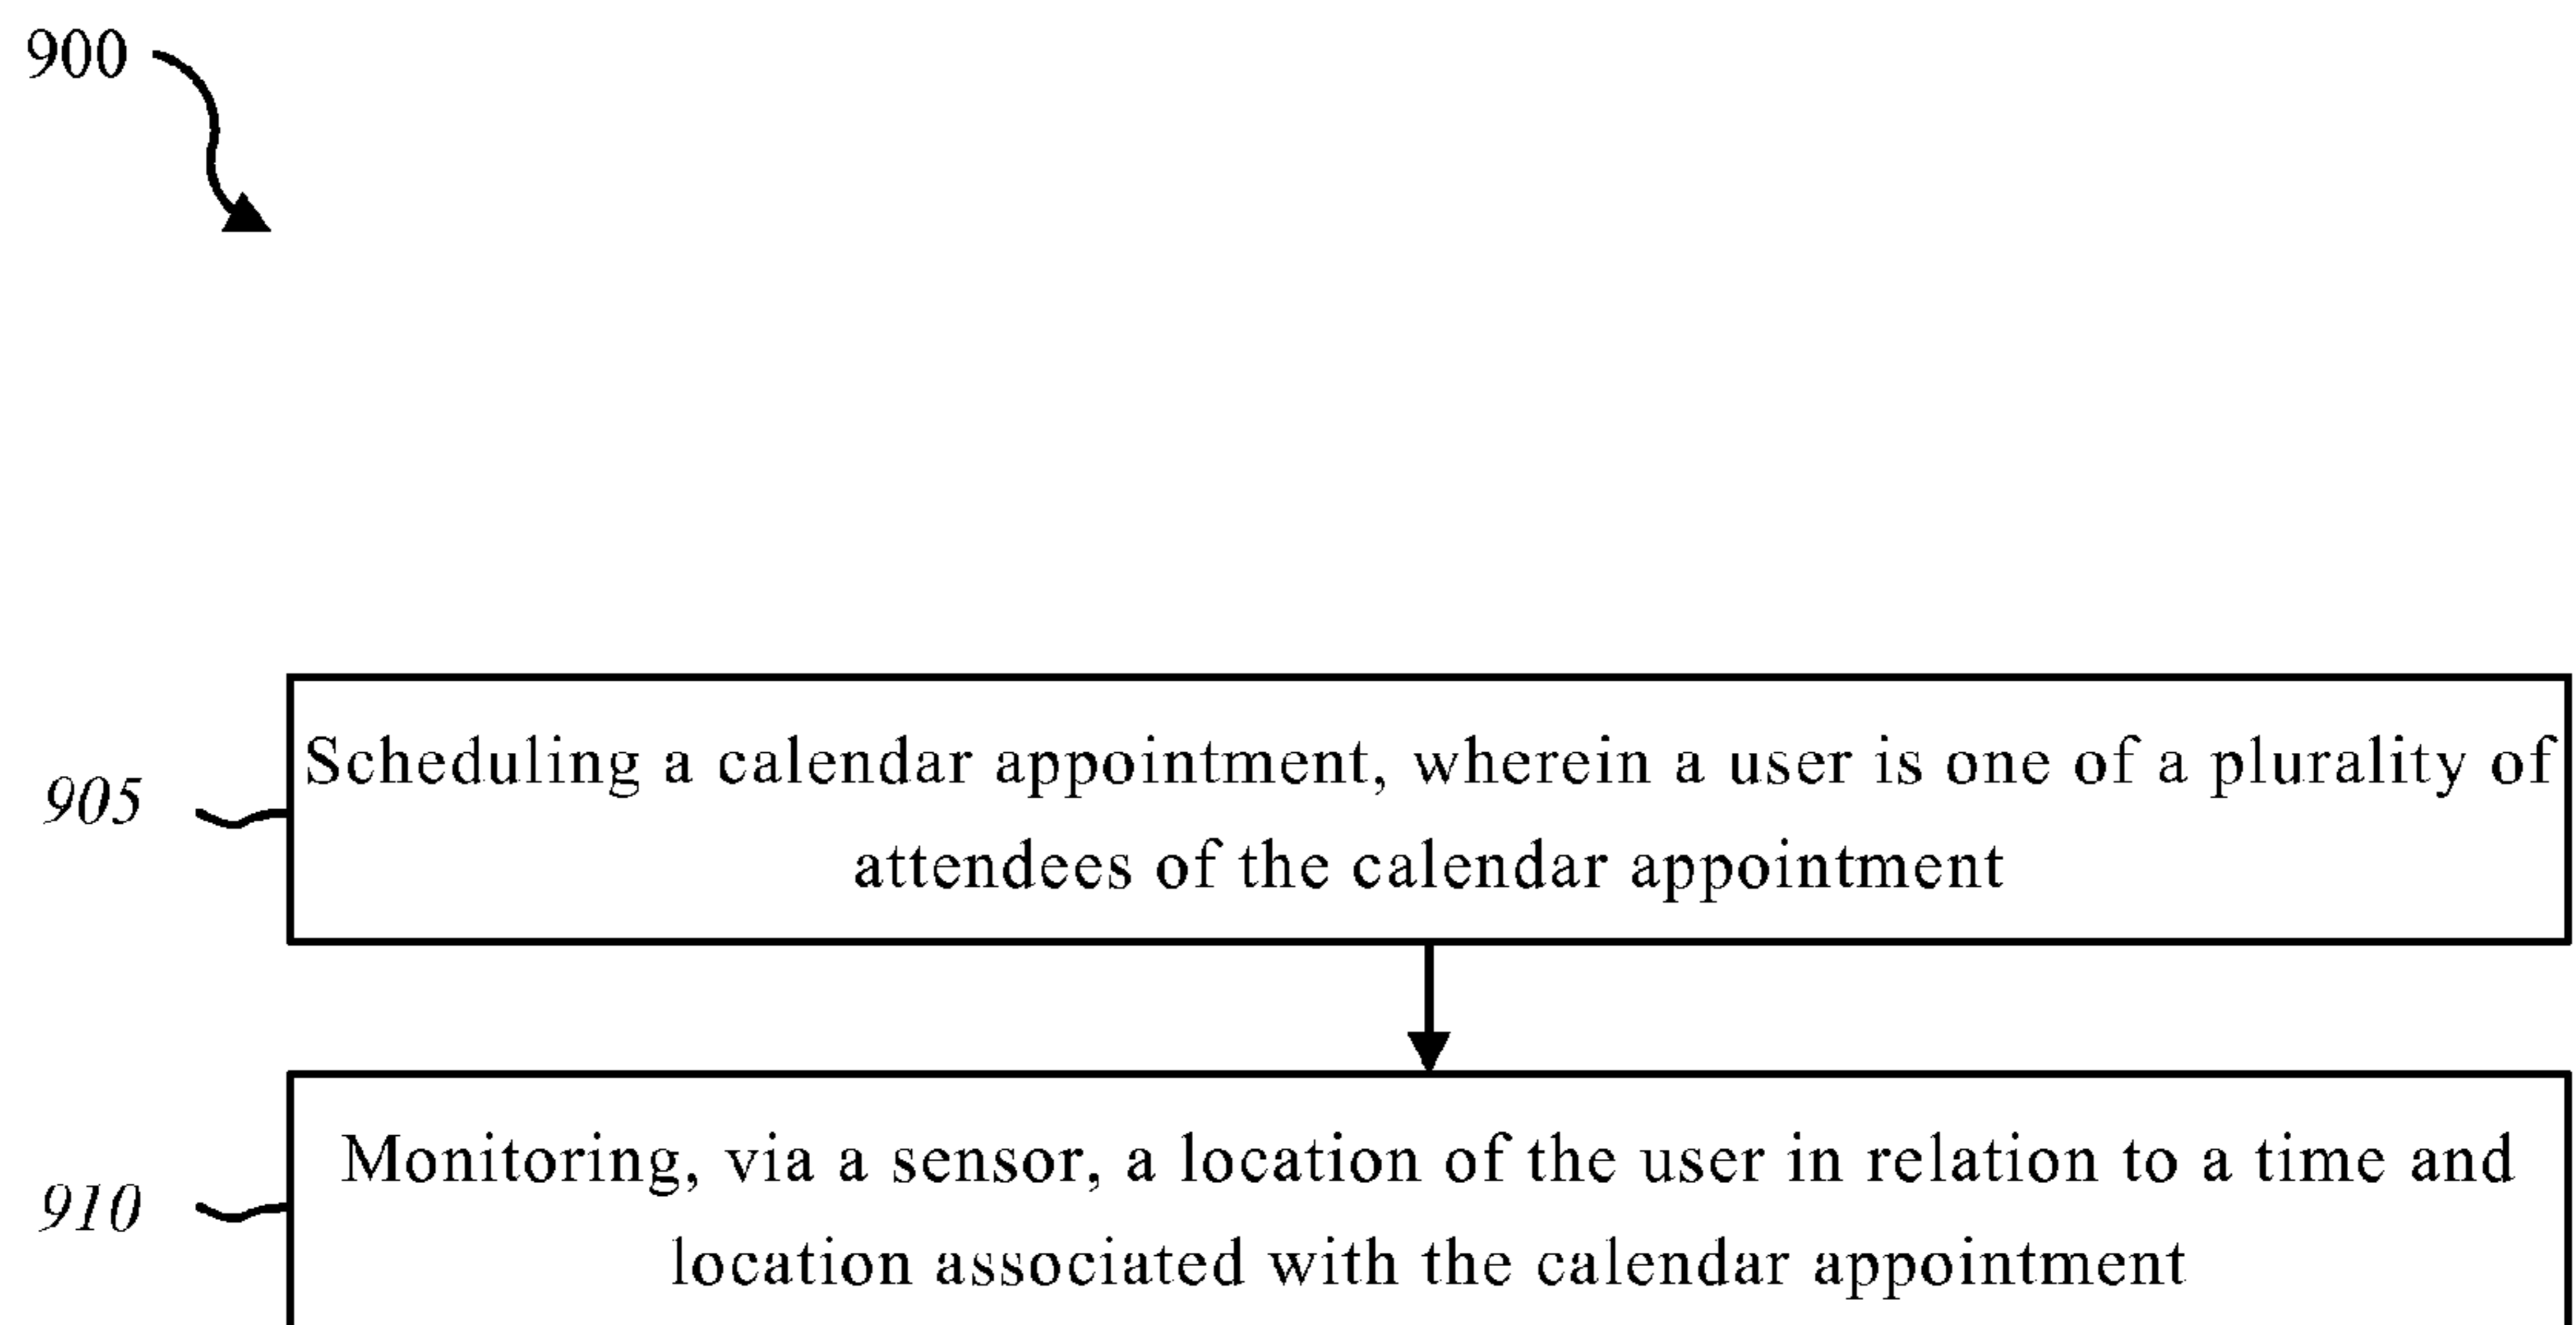 900
905
Scheduling a calendar appointment, wherein a user is one of a plurality of
attendees of the calendar appointment
910
Monitoring, via a sensor, a location of the user in relation to a time and
location associated with the calendar appointment